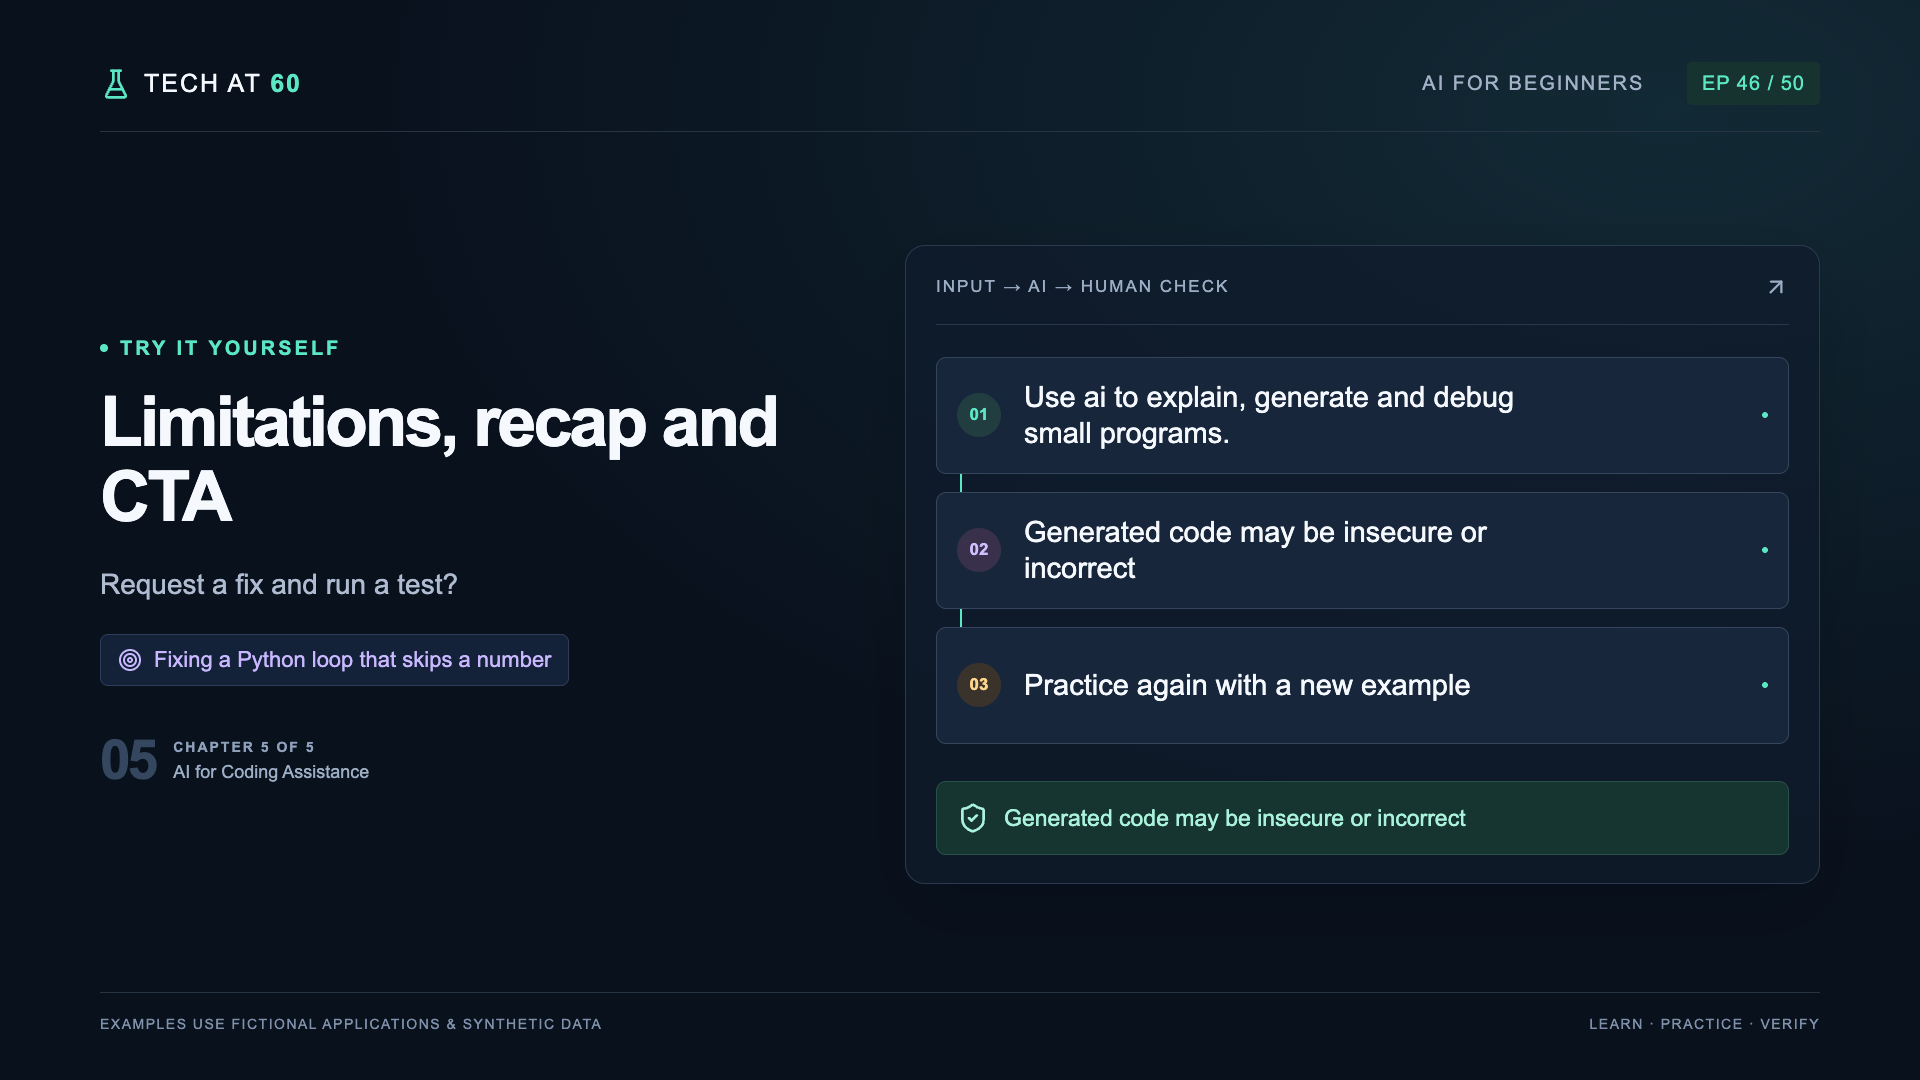 TECH AT 60
AI FOR BEGINNERS
EP 46 / 50
TRY IT YOURSELF
Limitations, recap and
CTA
Request a fix and run a test?
Fixing a Python loop that skips a number
05
CHAPTER 5 OF 5
AI for Coding Assistance
INPUT → AI → HUMAN CHECK
01
Use ai to explain, generate and debug
small programs.
02
Generated code may be insecure or
incorrect
03
Practice again with a new example
Generated code may be insecure or incorrect
EXAMPLES USE FICTIONAL APPLICATIONS & SYNTHETIC DATA
LEARN · PRACTICE · VERIFY